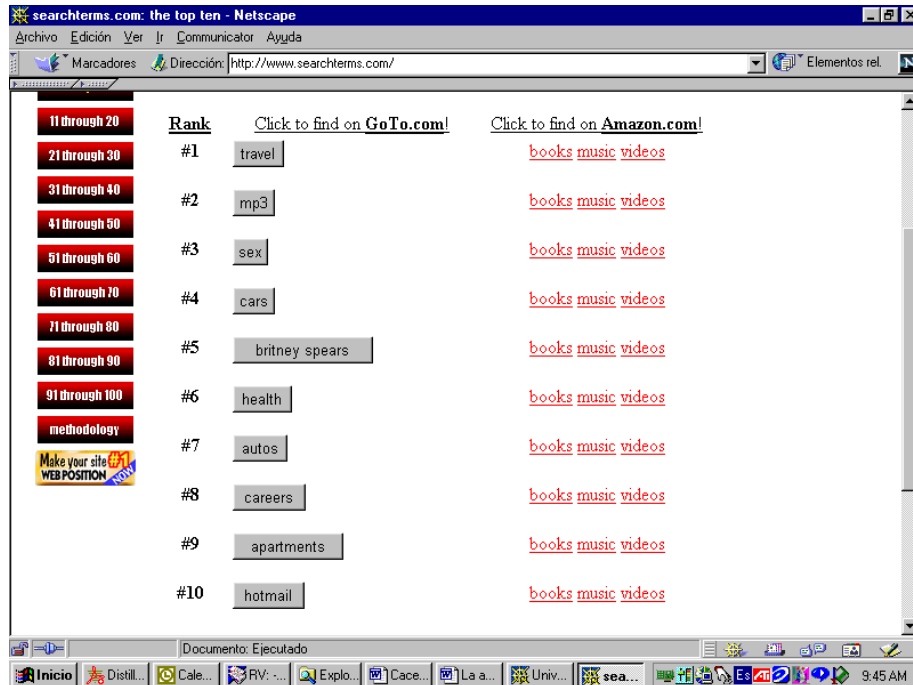 searchterms.com: the top ten - Netscape
Archivo Edición Ver Ir Communicator Ayuda
Marcadores Dirección: http://www.searchterms.com/ Elementos rel. N
11 through 20
21 through 30
31 through 40
41 through 50
51 through 60
61 through 70
71 through 80
81 through 90
91 through 100
methodology
Make your site #1
WEB POSITION NOW
Rank Click to find on GoTo.com! Click to find on Amazon.com!
#1 travel books music videos
#2 mp3 books music videos
#3 sex books music videos
#4 cars books music videos
#5 britney spears books music videos
#6 health books music videos
#7 autos books music videos
#8 careers books music videos
#9 apartments books music videos
#10 hotmail books music videos
Documento: Ejecutado
Inicio Distill... Cale... RV: -... Explo... Cace... La a... Univ... sea... Es 9:45 AM